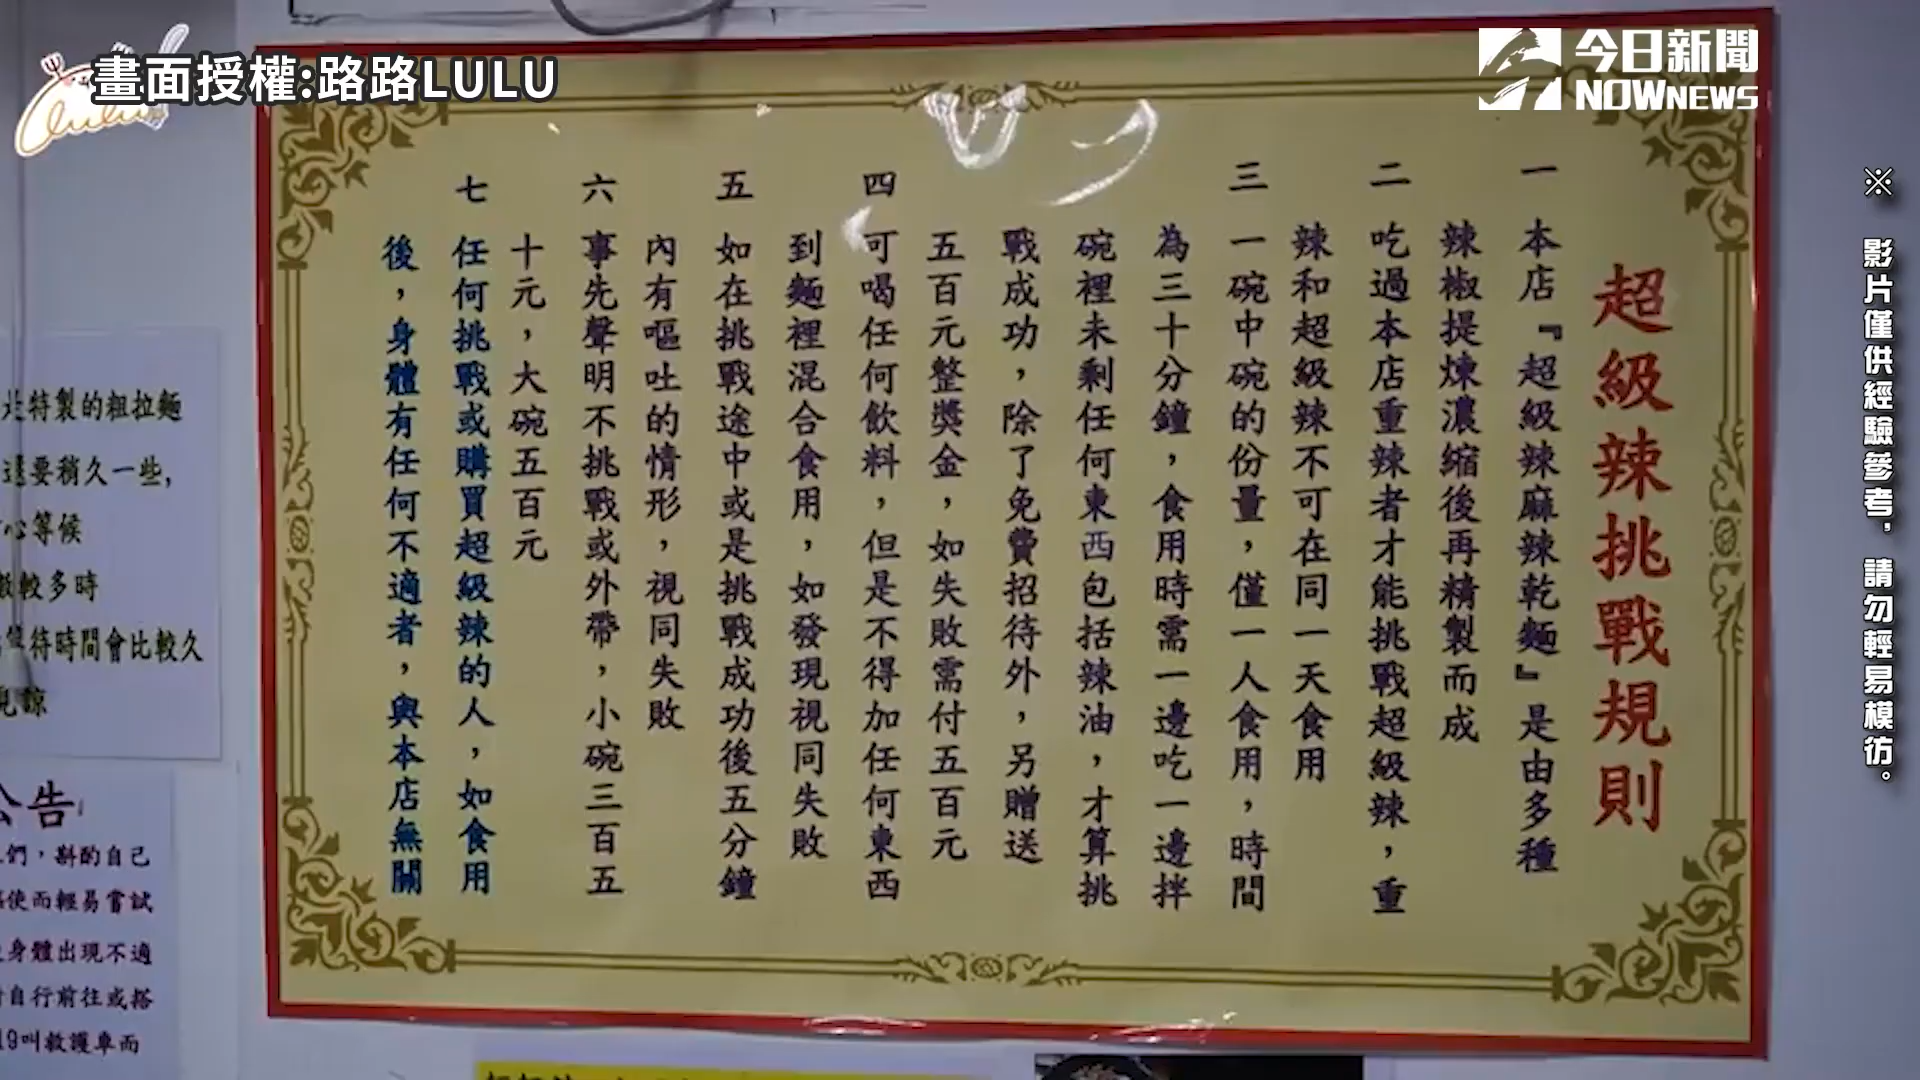 畫面授權:路路LULU
今日新聞
NOWNEWS
※ 影片僅供經驗參考，請勿輕易模彷。
超級辣挑戰規則
一 本店『超級辣麻辣乾麵』是由多種
辣椒提煉濃縮後再精製而成
二 吃過本店重辣者才能挑戰超級辣，重
辣和超級辣不可在同一天食用
三 一碗中碗的份量，僅一人食用，時間
為三十分鐘，食用時需一邊吃一邊拌
碗裡未剩任何東西包括辣油，才算挑
戰成功，除了免費招待外，另贈送
五百元整獎金，如失敗需付五百元
四 可喝任何飲料，但是不得加任何東西
到麵裡混合食用，如發現視同失敗
五 如在挑戰途中或是挑戰成功後五分鐘
內有嘔吐的情形，視同失敗
六 事先聲明不挑戰或外帶，小碗三百五
十元，大碗五百元
七 任何挑戰或購買超級辣的人，如食用
後，身體有任何不適者，與本店無關
是特製的粗拉麵
還要稍久一些,
心等候
數較多時
待時間會比較久
見諒
公告
們，斟酌自己
使而輕易嘗試
身體出現不適
自行前往或搭
19叫救護車而